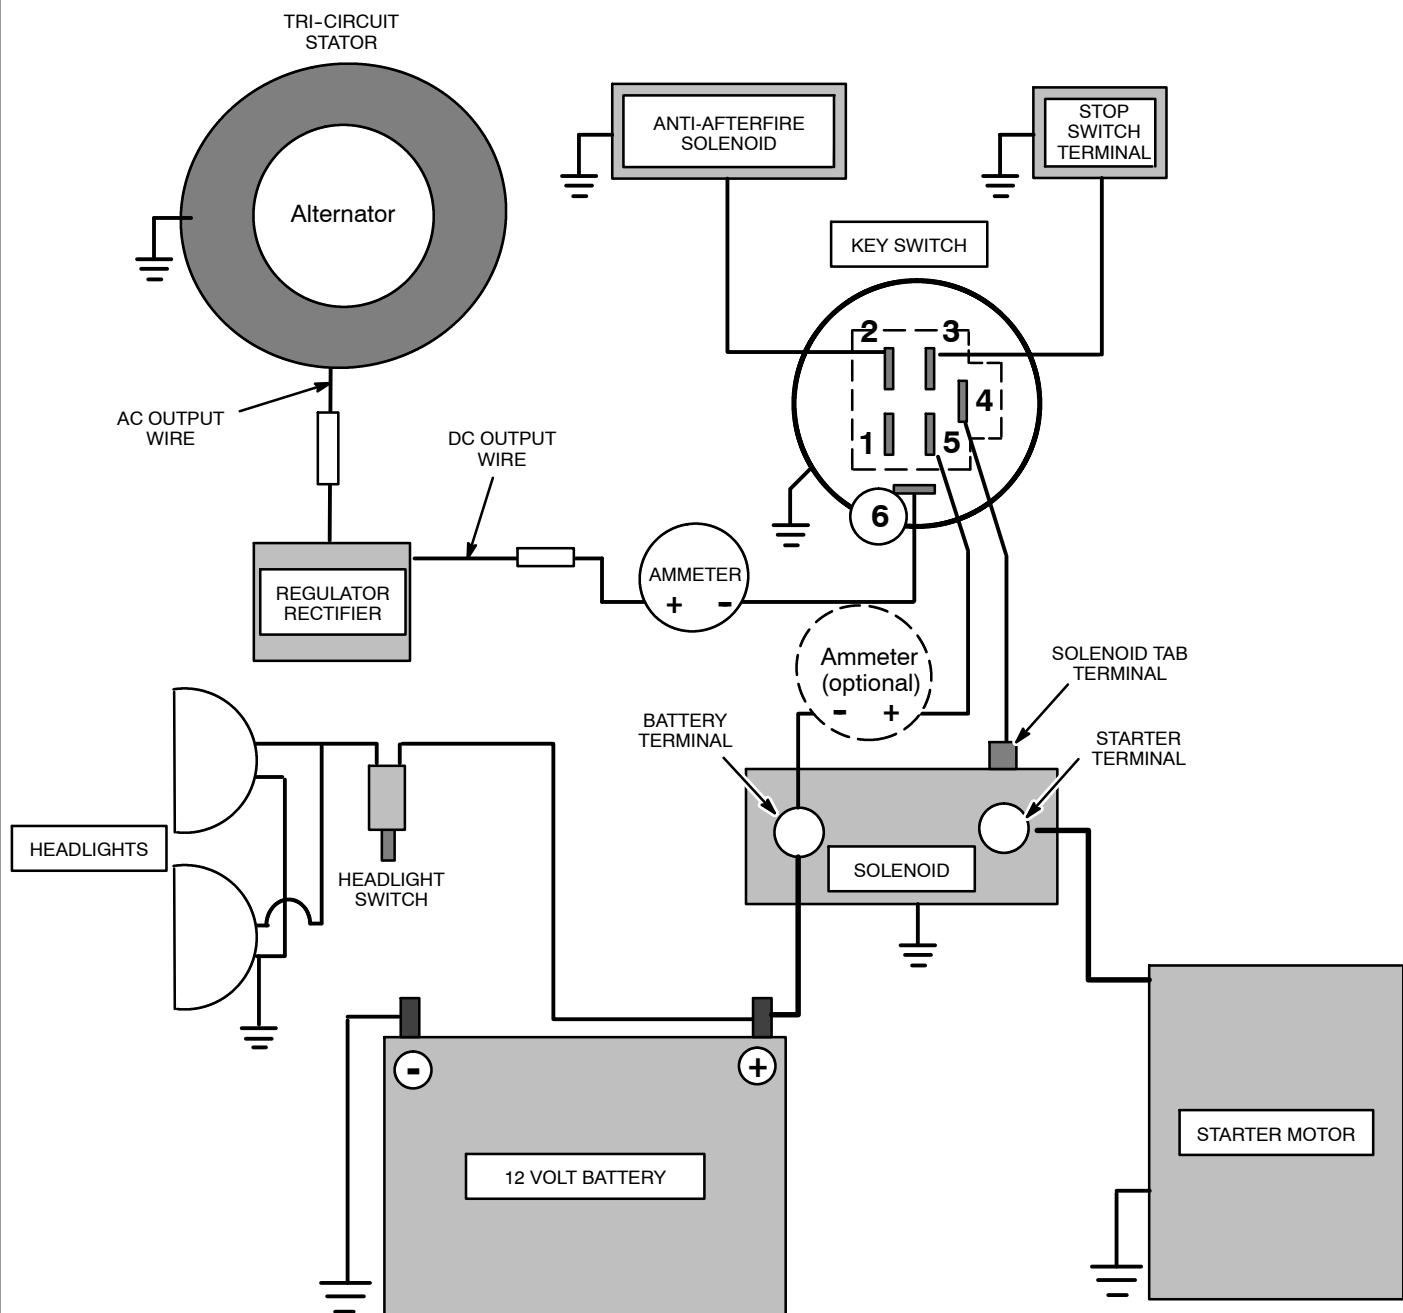 TRI-CIRCUIT
STATOR
Alternator
ANTI-AFTERFIRE
SOLENOID
STOP
SWITCH
TERMINAL
KEY SWITCH
2
3
4
1
5
6
AC OUTPUT
WIRE
DC OUTPUT
WIRE
REGULATOR
RECTIFIER
AMMETER
+ -
Ammeter
(optional)
- +
SOLENOID TAB
TERMINAL
BATTERY
TERMINAL
STARTER
TERMINAL
HEADLIGHTS
HEADLIGHT
SWITCH
SOLENOID
- +
12 VOLT BATTERY
STARTER MOTOR